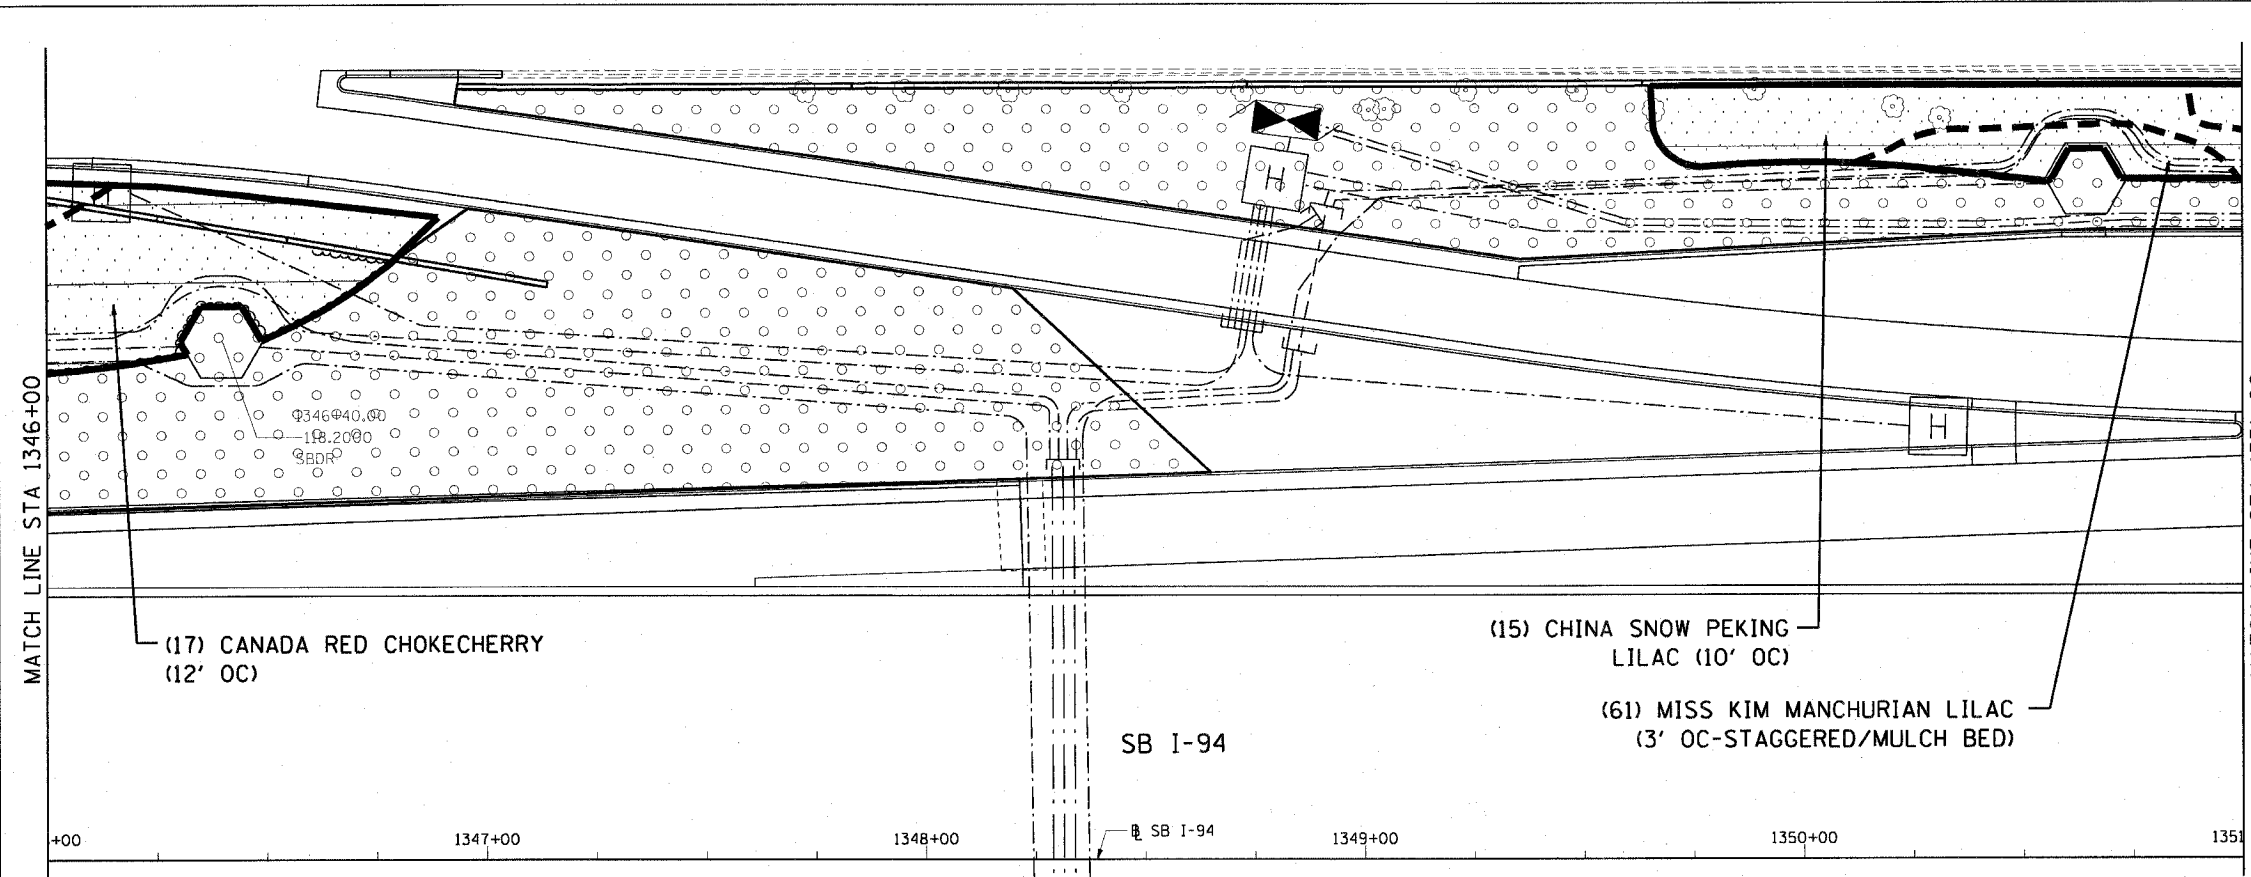 MATCH LINE STA 1346+00
H
H
1346+40.00
118.2000
SBDR
H
(17) CANADA RED CHOKECHERRY
(12' OC)
(15) CHINA SNOW PEKING
LILAC (10' OC)
(61) MISS KIM MANCHURIAN LILAC
(3' OC-STAGGERED/MULCH BED)
SB I-94
SB I-94
+00
1347+00
1348+00
1349+00
1350+00
1351